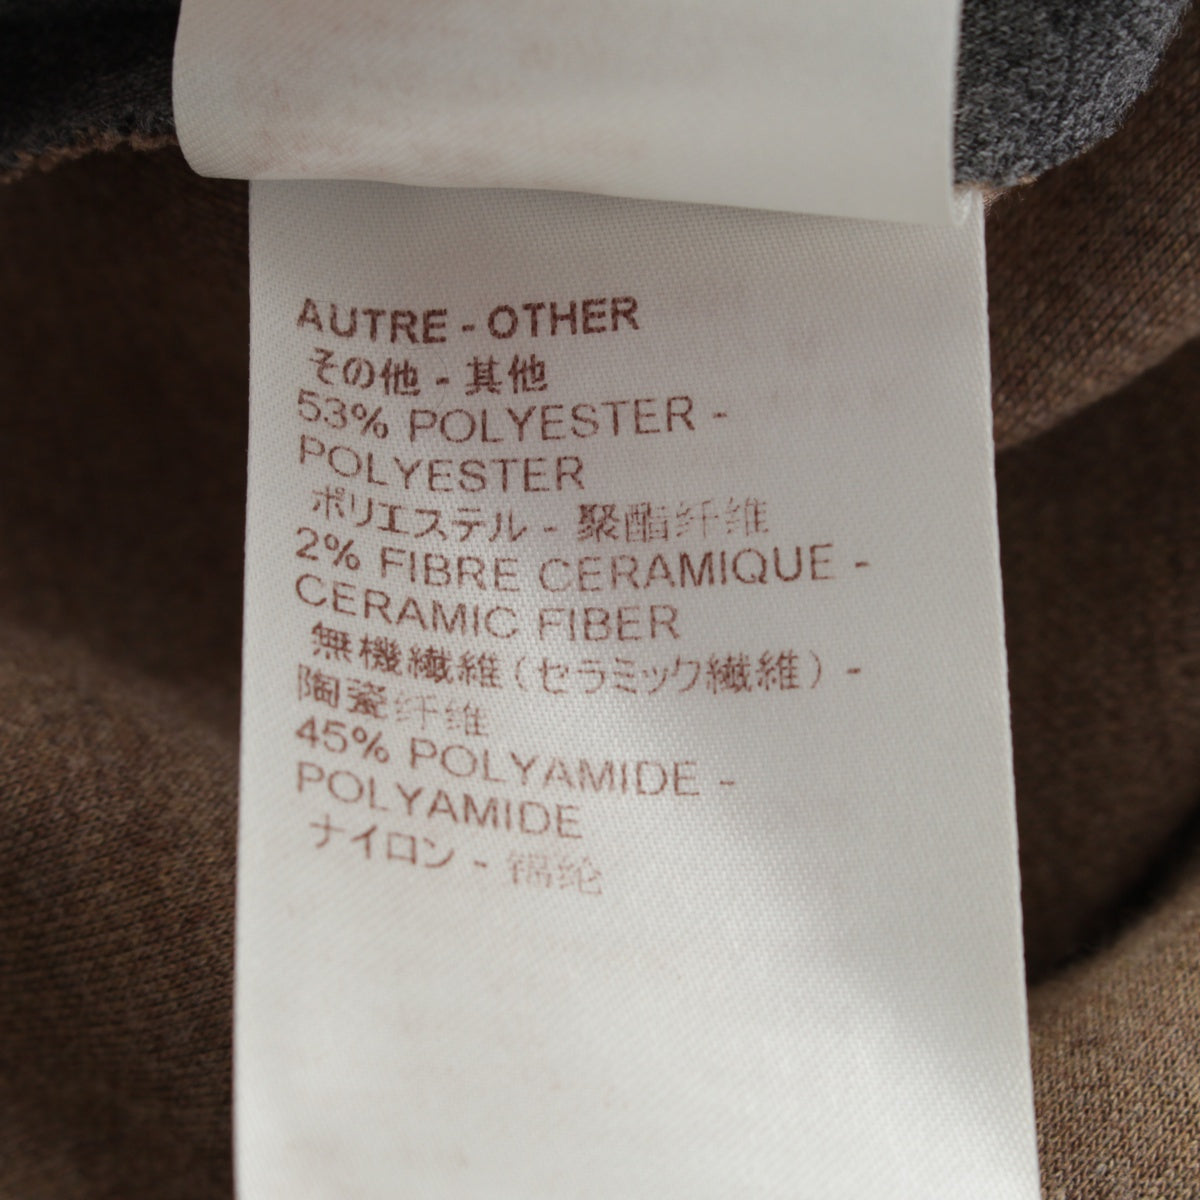 AUTRE - OTHER
その他 - 其他
53% POLYESTER -
POLYESTER
ポリエステル - 聚酯纤维
2% FIBRE CERAMIQUE -
CERAMIC FIBER
無機繊維 (セラミック繊維) -
陶瓷纤维
45% POLYAMIDE -
POLYAMIDE
ナイロン - 锦纶